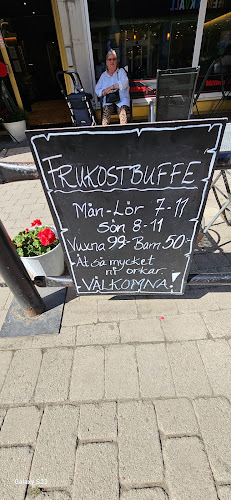 FRUKOSTBUFFE
Mån-Lör 7-11
Sön 8-11
Vuxna 99-Barn 50
Ät så mycket
ni orkar.
VÄLKOMNA!
Galaxy S22